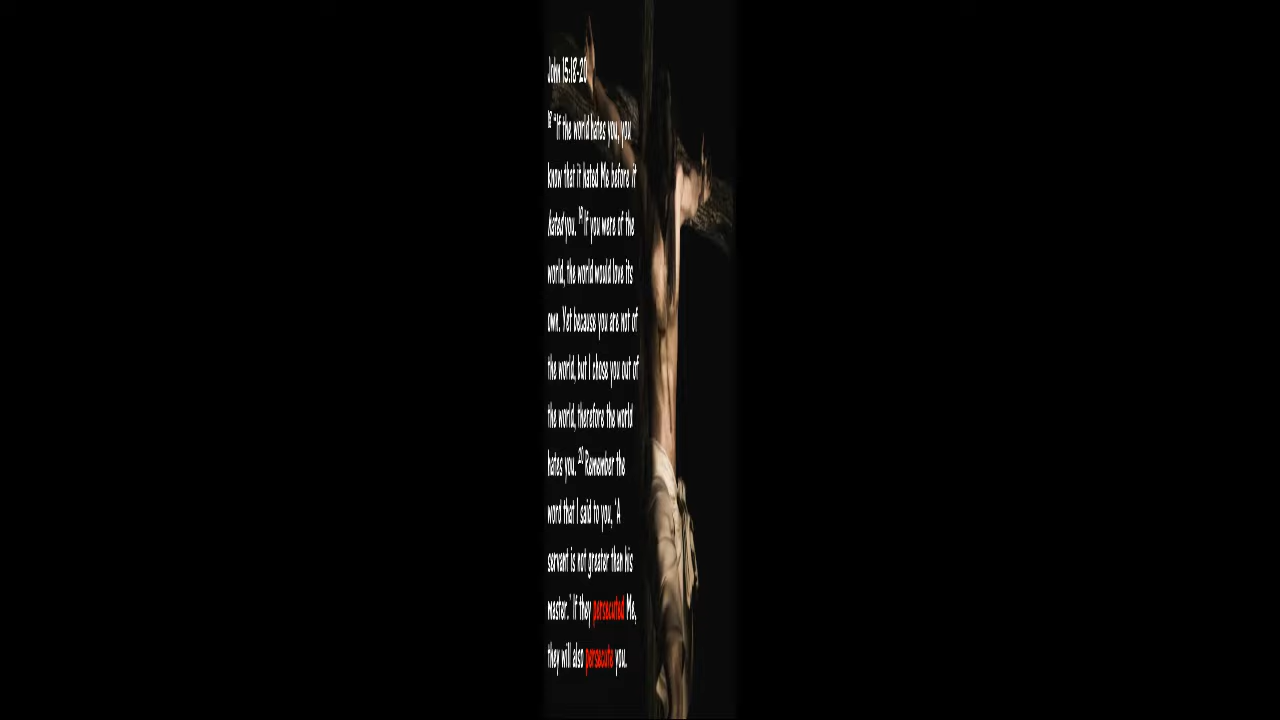 John 15:18-20
18 "If the world hates you, you
know that it hated Me before it
hated you. 19 If you were of the
world, the world would love its
own. Yet because you are not of
the world, but I chose you out of
the world, therefore the world
hates you. 20 Remember the
word that I said to you, 'A
servant is not greater than his
master.' If they persecuted Me,
they will also persecute you.